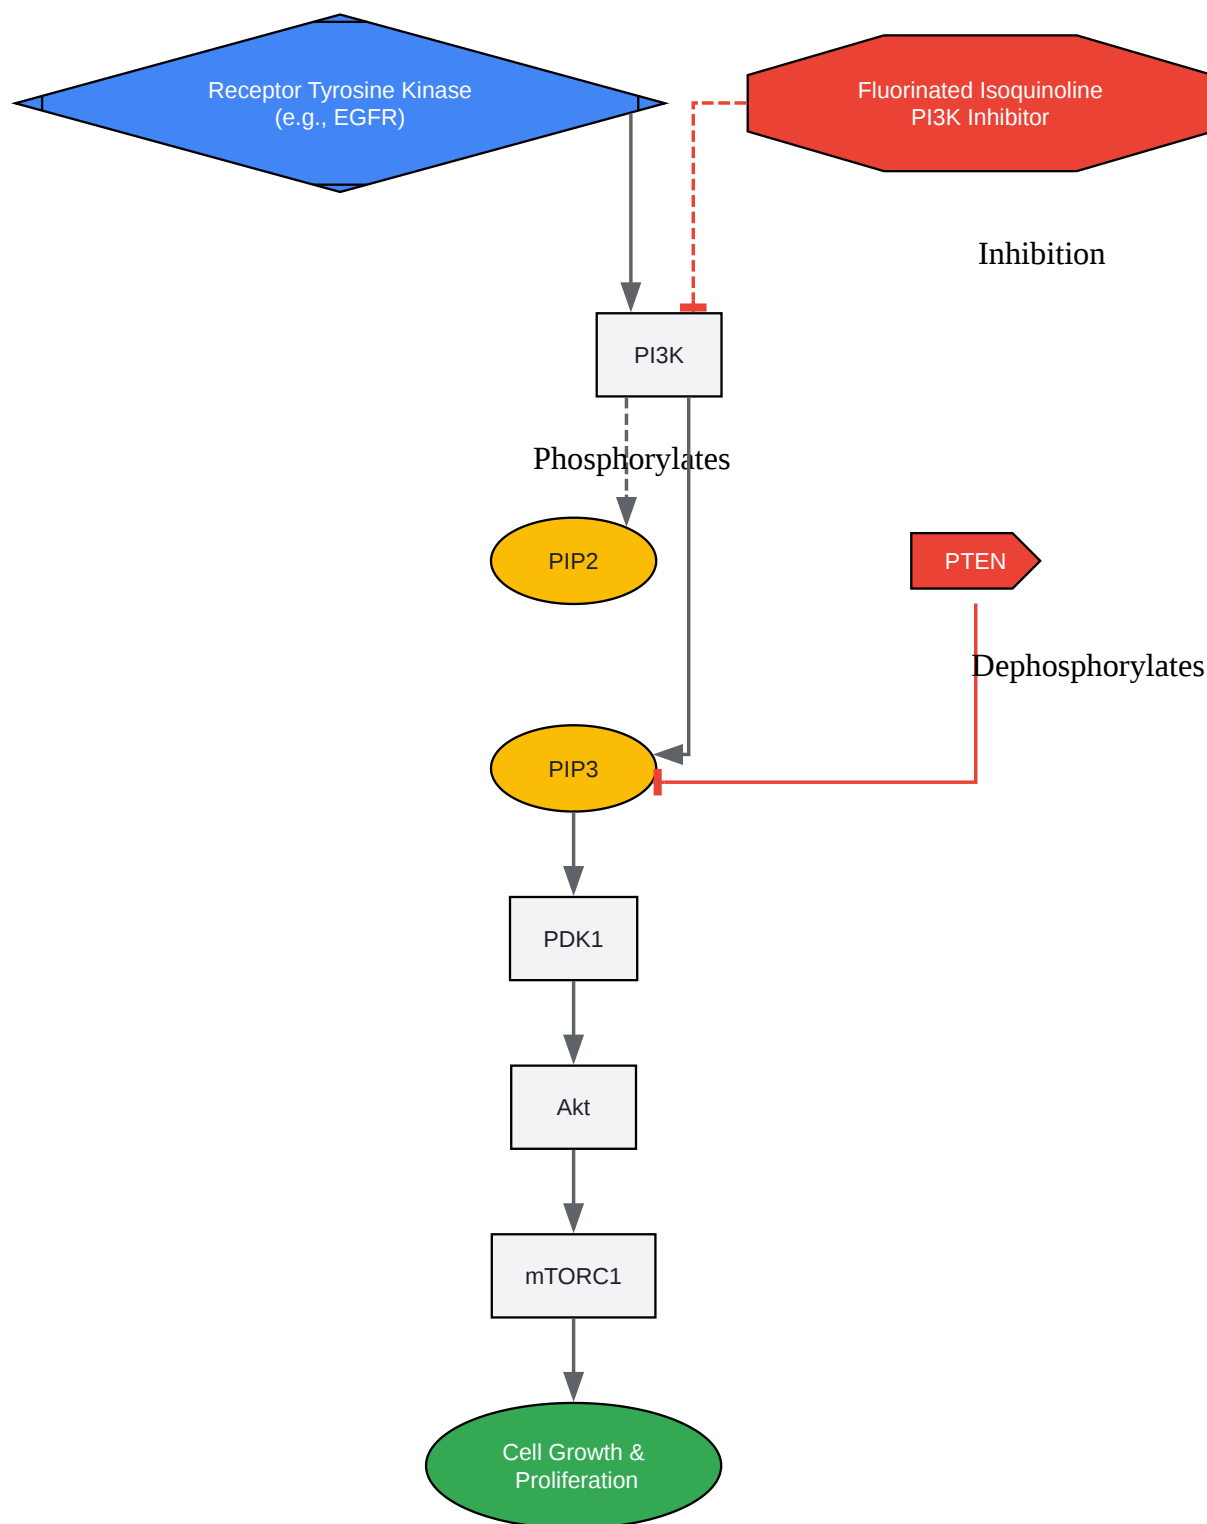 Receptor Tyrosine Kinase
(e.g., EGFR)
Fluorinated Isoquinoline
PI3K Inhibitor
Inhibition
PI3K
Phosphorylates
PIP2
PTEN
Dephosphorylates
PIP3
PDK1
Akt
mTORC1
Cell Growth &
Proliferation